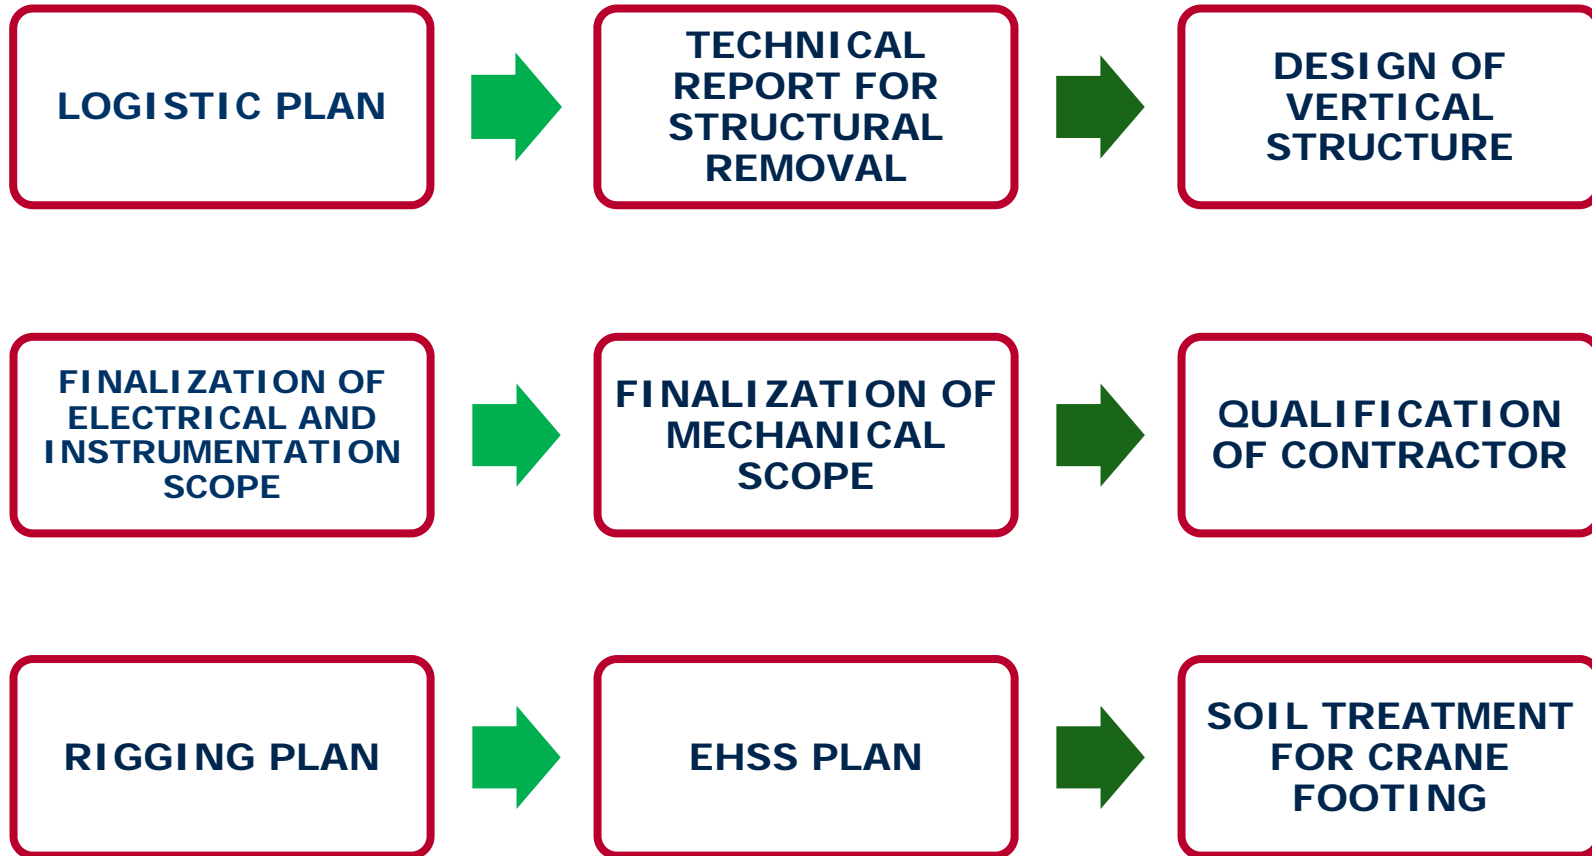 LOGISTIC PLAN
TECHNICAL
REPORT FOR
STRUCTURAL
REMOVAL
DESIGN OF
VERTICAL
STRUCTURE
FINALIZATION OF
ELECTRICAL AND
INSTRUMENTATION
SCOPE
FINALIZATION OF
MECHANICAL
SCOPE
QUALIFICATION
OF CONTRACTOR
RIGGING PLAN
EHSS PLAN
SOIL TREATMENT
FOR CRANE
FOOTING